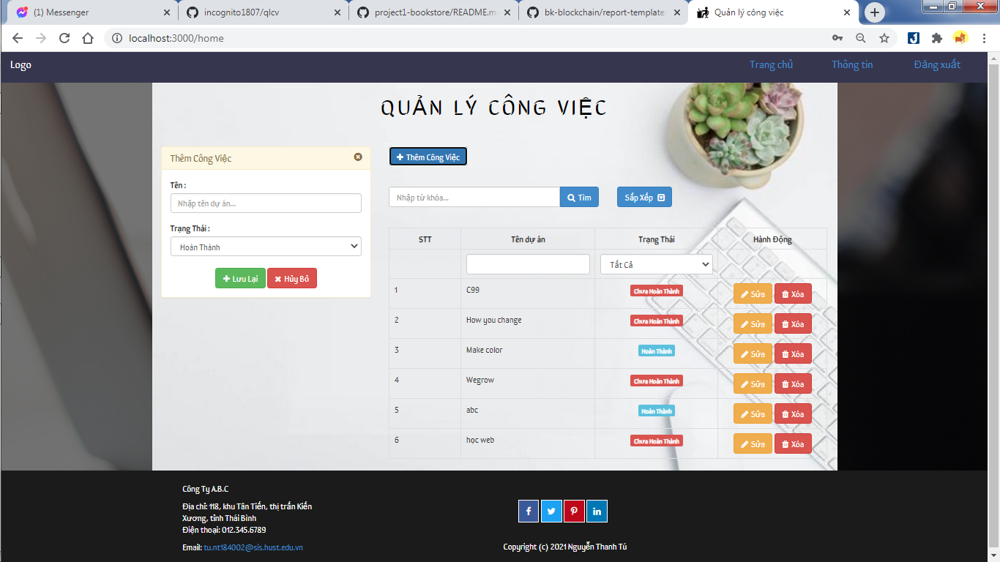 (1) Messenger
incognito1807/qlcv
project1-bookstore/README.m
bk-blockchain/report-template
Quản lý công việc
localhost:3000/home
Logo
Trang chủ
Thông tin
Đăng xuất
QUẢN LÝ CÔNG VIỆC
Thêm Công Việc
Tên :
Nhập tên dự án...
Trạng Thái :
Hoàn Thành
Lưu Lại
Hủy Bỏ
Thêm Công Việc
Nhập từ khóa...
Tìm
Sắp Xếp
STT Tên dự án Trạng Thái Hành Động
Tất Cả
1 C99 Chưa Hoàn Thành Sửa Xóa
2 How you change Chưa Hoàn Thành Sửa Xóa
3 Make color Hoàn Thành Sửa Xóa
4 Wegrow Chưa Hoàn Thành Sửa Xóa
5 abc Hoàn Thành Sửa Xóa
6 học web Chưa Hoàn Thành Sửa Xóa
Công Ty A.B.C
Địa chỉ: 118, khu Tân Tiến, thị trấn Kiến
Xương, tỉnh Thái Bình
Điện thoại: 012.345.6789
Email: tu.nt184002@sis.hust.edu.vn
Copyright (c) 2021 Nguyễn Thanh Tú